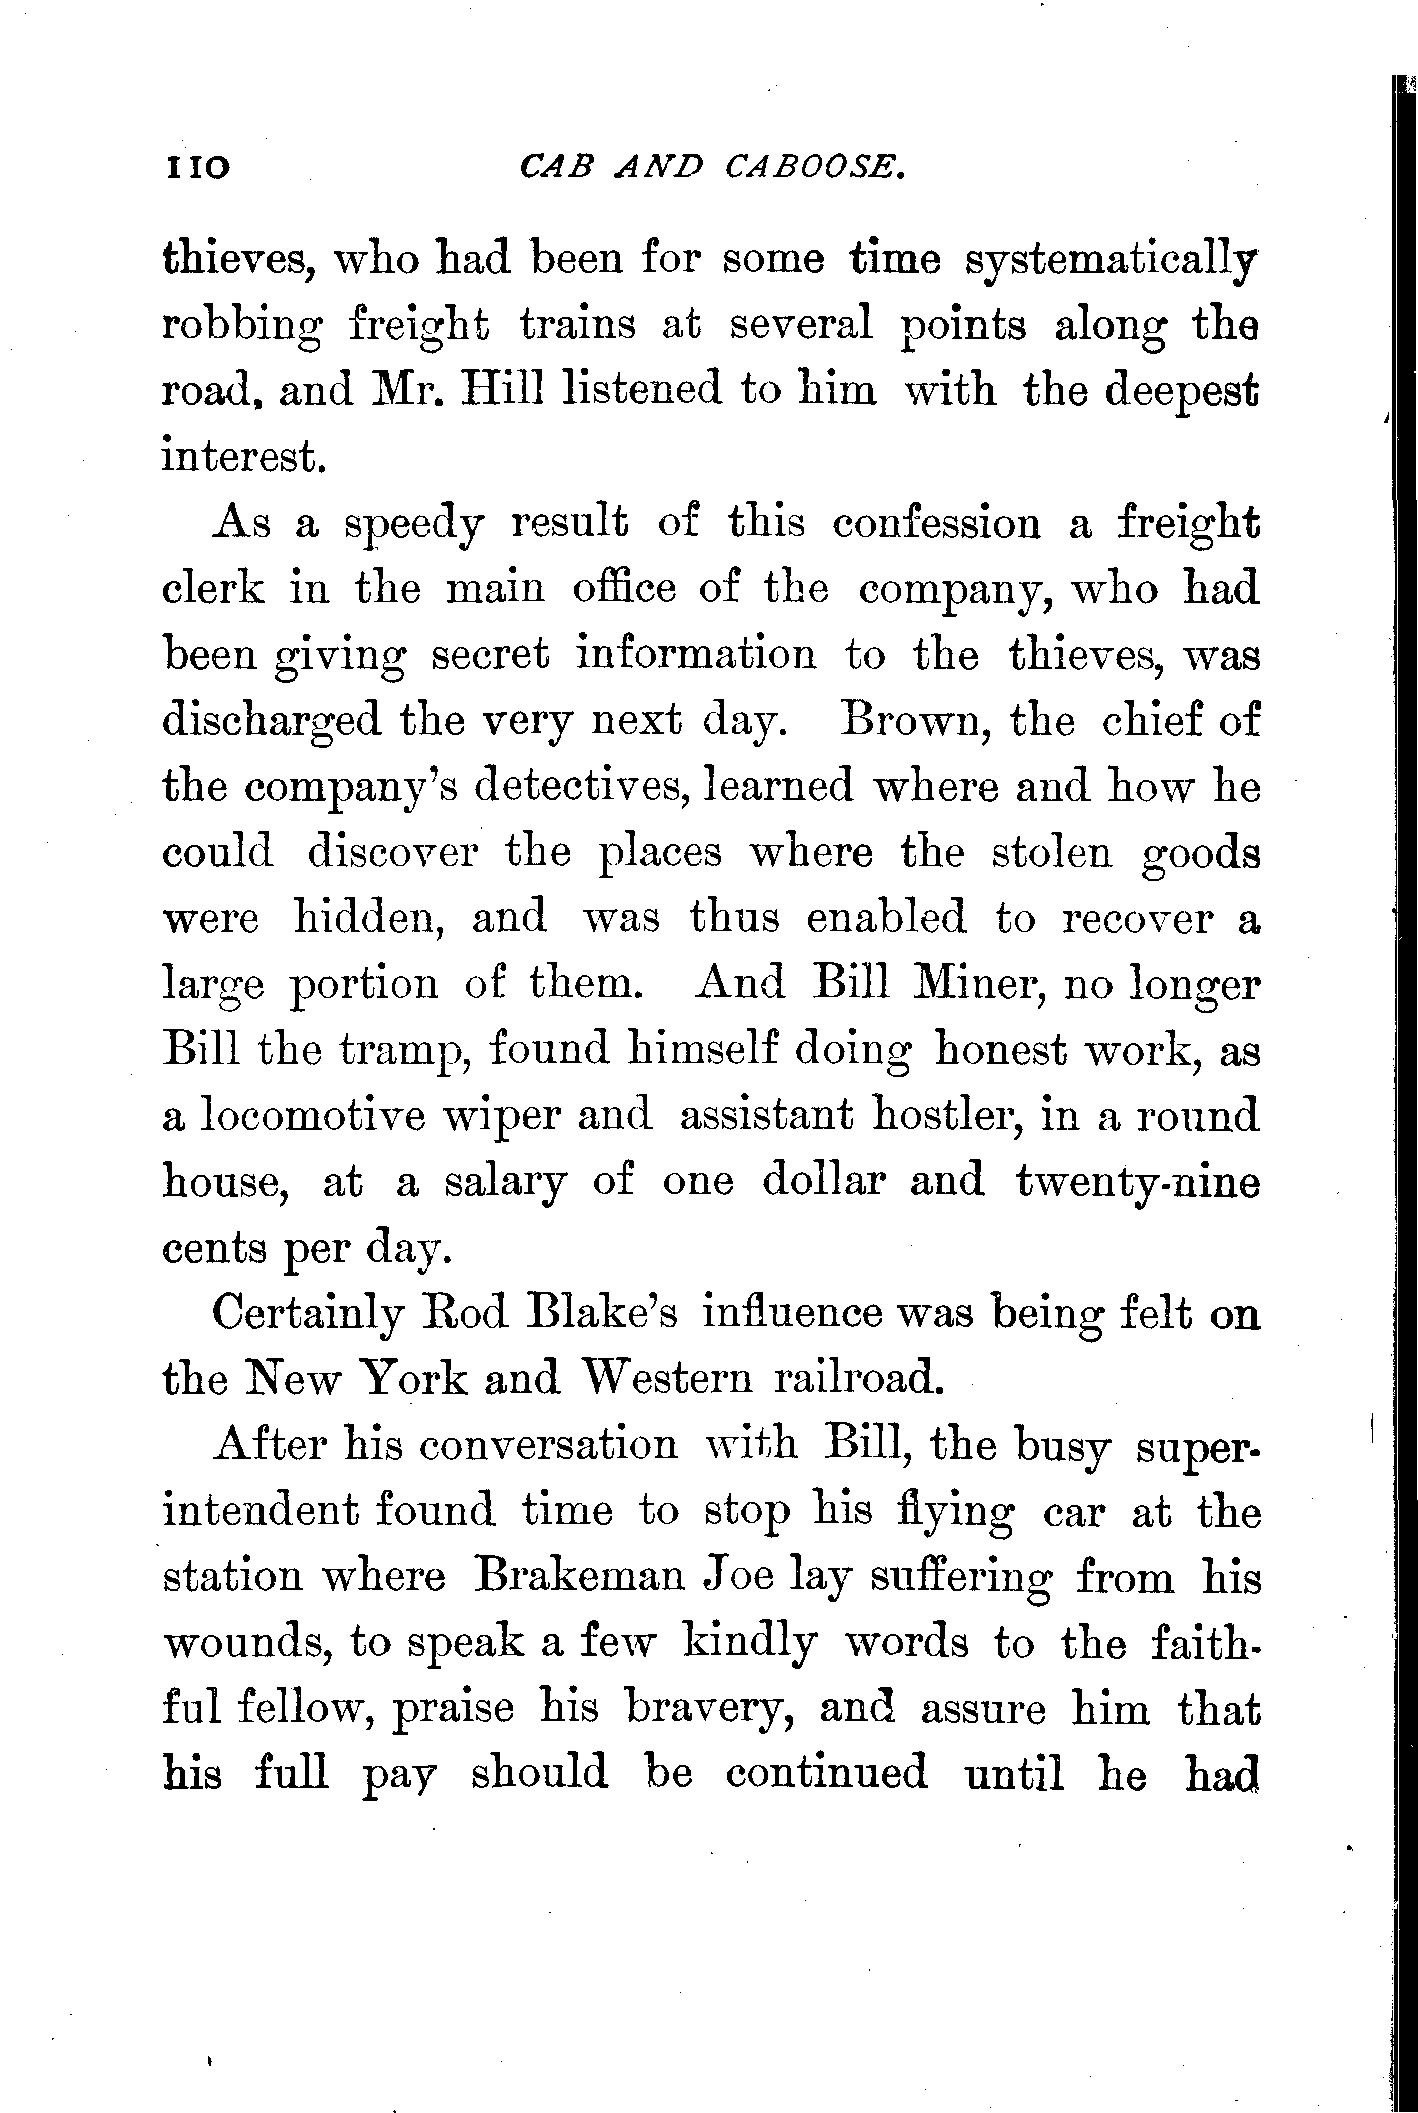 110 CAB AND CABOOSE.
thieves, who had been for some time systematically
robbing freight trains at several points along the
road, and Mr. Hill listened to him with the deepest
interest.
As a speedy result of this confession a freight
clerk in the main office of the company, who had
been giving secret information to the thieves, was
discharged the very next day. Brown, the chief of
the company's detectives, learned where and how he
could discover the places where the stolen goods
were hidden, and was thus enabled to recover a
large portion of them. And Bill Miner, no longer
Bill the tramp, found himself doing honest work, as
a locomotive wiper and assistant hostler, in a round
house, at a salary of one dollar and twenty-nine
cents per day.
Certainly Rod Blake's influence was being felt on
the New York and Western railroad.
After his conversation with Bill, the busy super-
intendent found time to stop his flying car at the
station where Brakeman Joe lay suffering from his
wounds, to speak a few kindly words to the faith-
ful fellow, praise his bravery, and assure him that
his full pay should be continued until he had